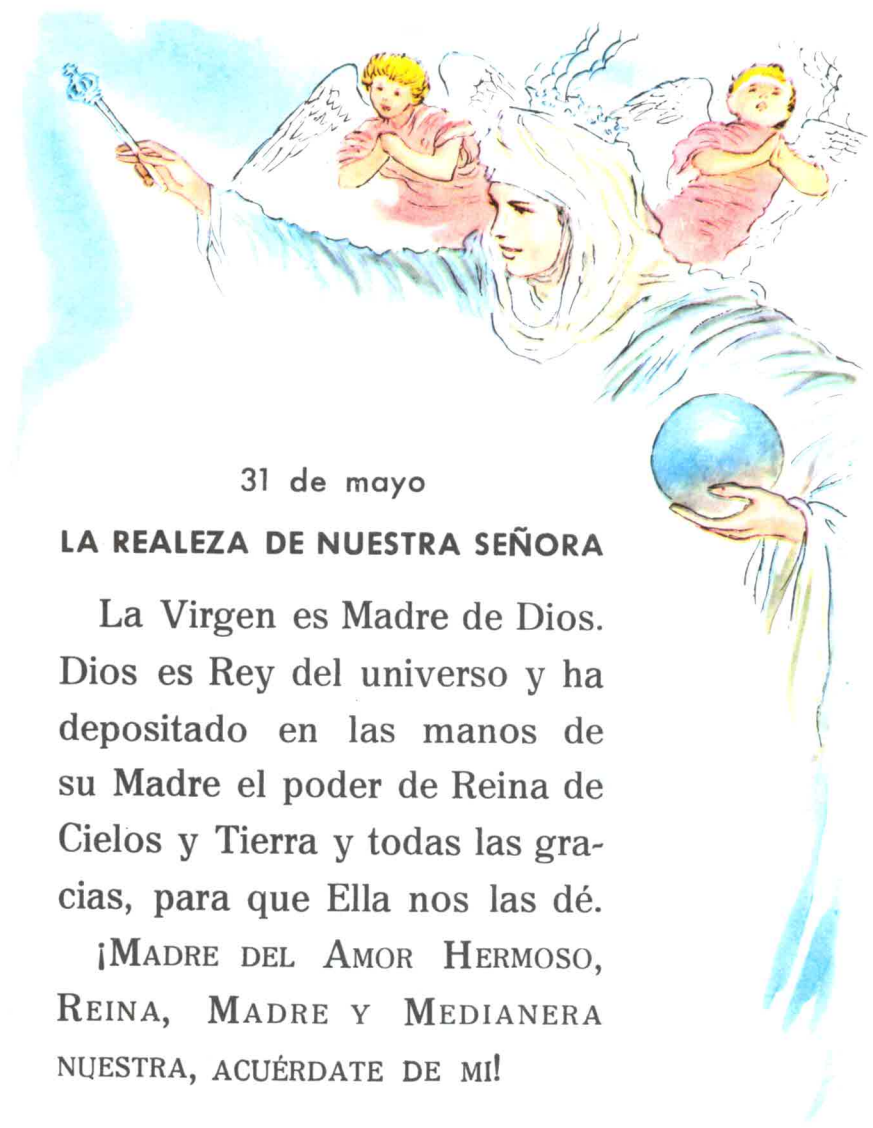 31 de mayo
LA REALEZA DE NUESTRA SEÑORA
La Virgen es Madre de Dios.
Dios es Rey del universo y ha
depositado en las manos de
su Madre el poder de Reina de
Cielos y Tierra y todas las gra-
cias, para que Ella nos las dé.
¡MADRE DEL AMOR HERMOSO,
REINA, MADRE Y MEDIANERA
NUESTRA, ACUÉRDATE DE MI!